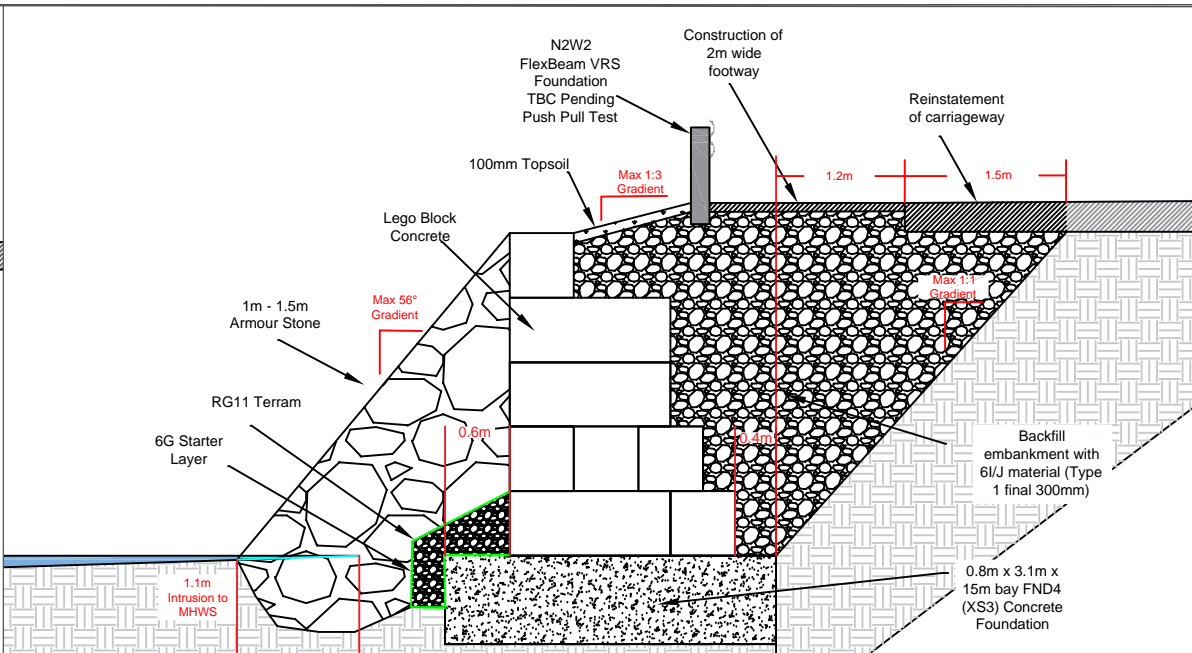 N2W2
FlexBeam VRS
Foundation
TBC Pending
Push Pull Test
Construction of
2m wide
footway
Reinstatement
of carriageway
100mm Topsoil
Max 1:3
Gradient
1.2m
1.5m
Lego Block
Concrete
1m - 1.5m
Armour Stone
Max 56°
Gradient
Max 1:1
Gradient
RG11 Terram
6G Starter
Layer
0.6m
0.4m
Backfill
embankment with
6I/J material (Type
1 final 300mm)
1.1m
Intrusion to
MHWS
0.8m x 3.1m x
15m bay FND4
(XS3) Concrete
Foundation